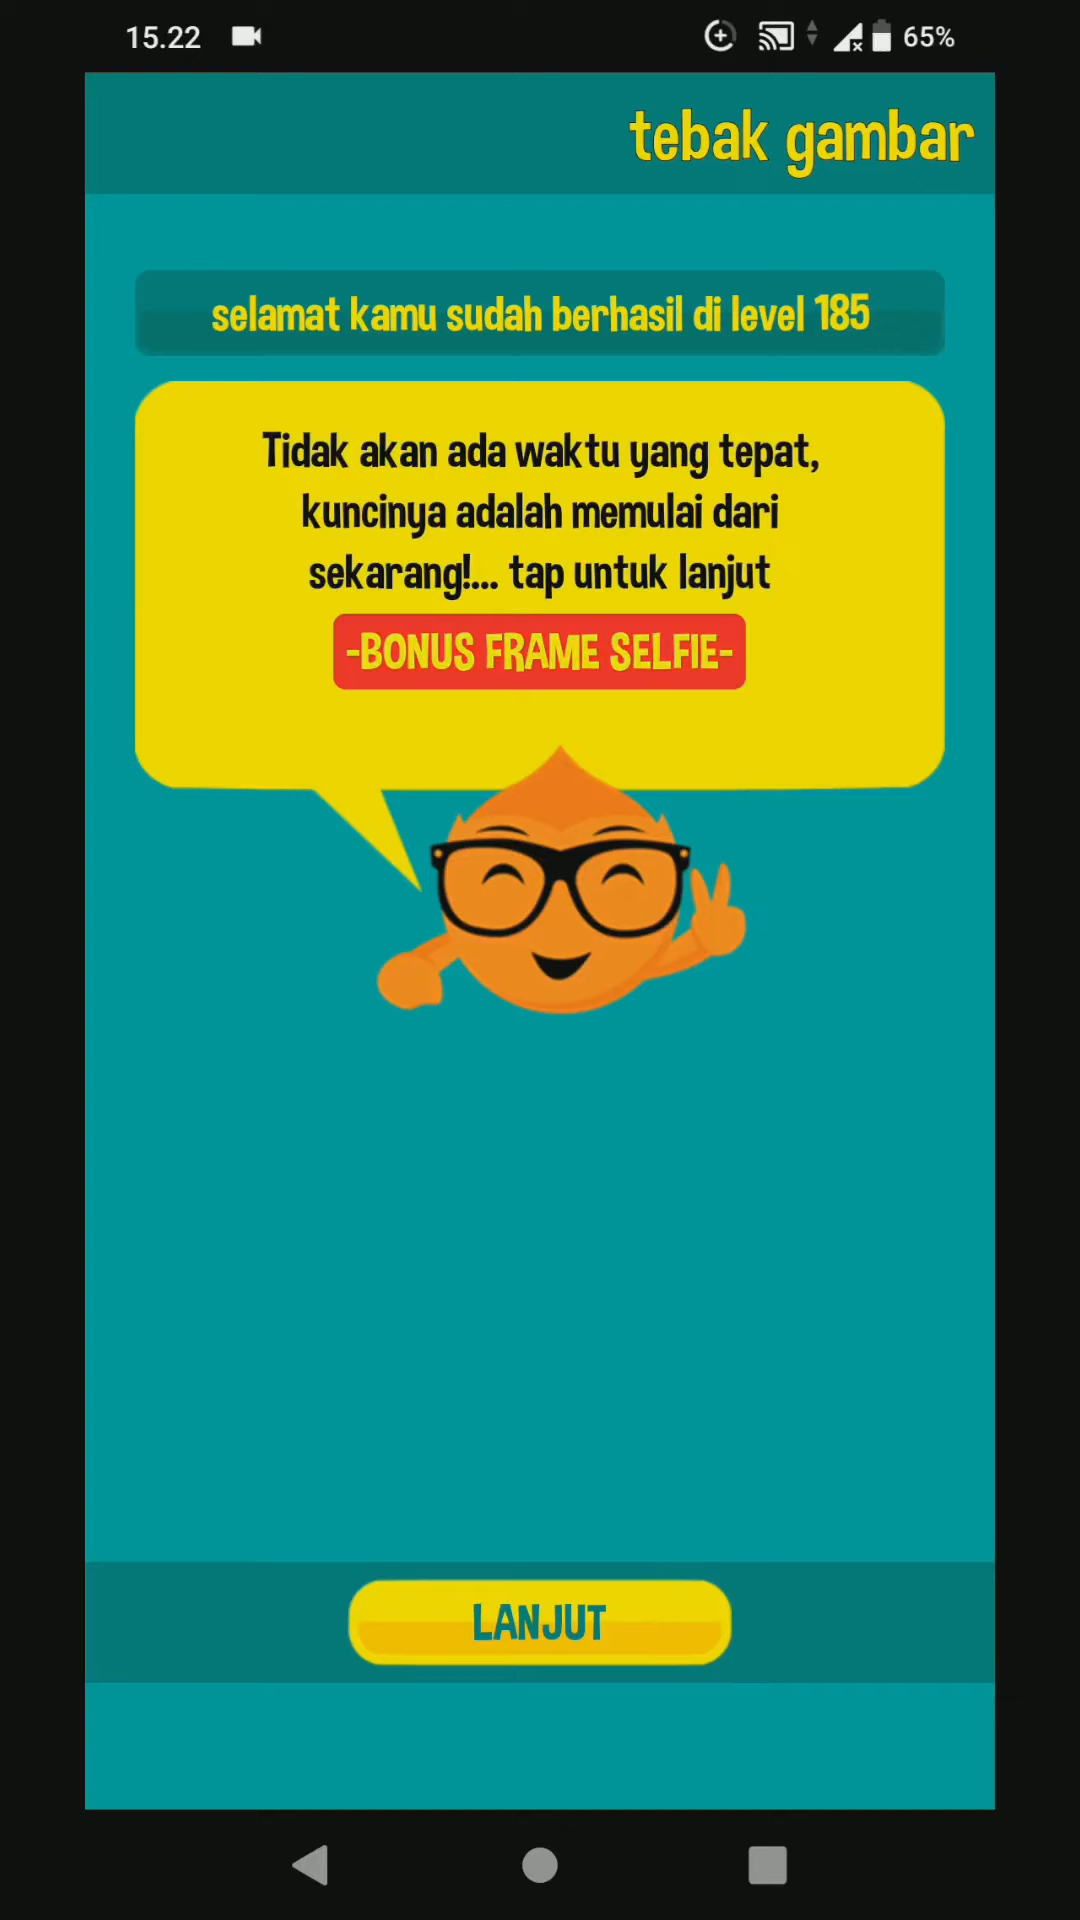 15.22
65%
tebak gambar
selamat kamu sudah berhasil di level 185
Tidak akan ada waktu yang tepat,
kuncinya adalah memulai dari
sekarang!... tap untuk lanjut
-BONUS FRAME SELFIE-
LANJUT